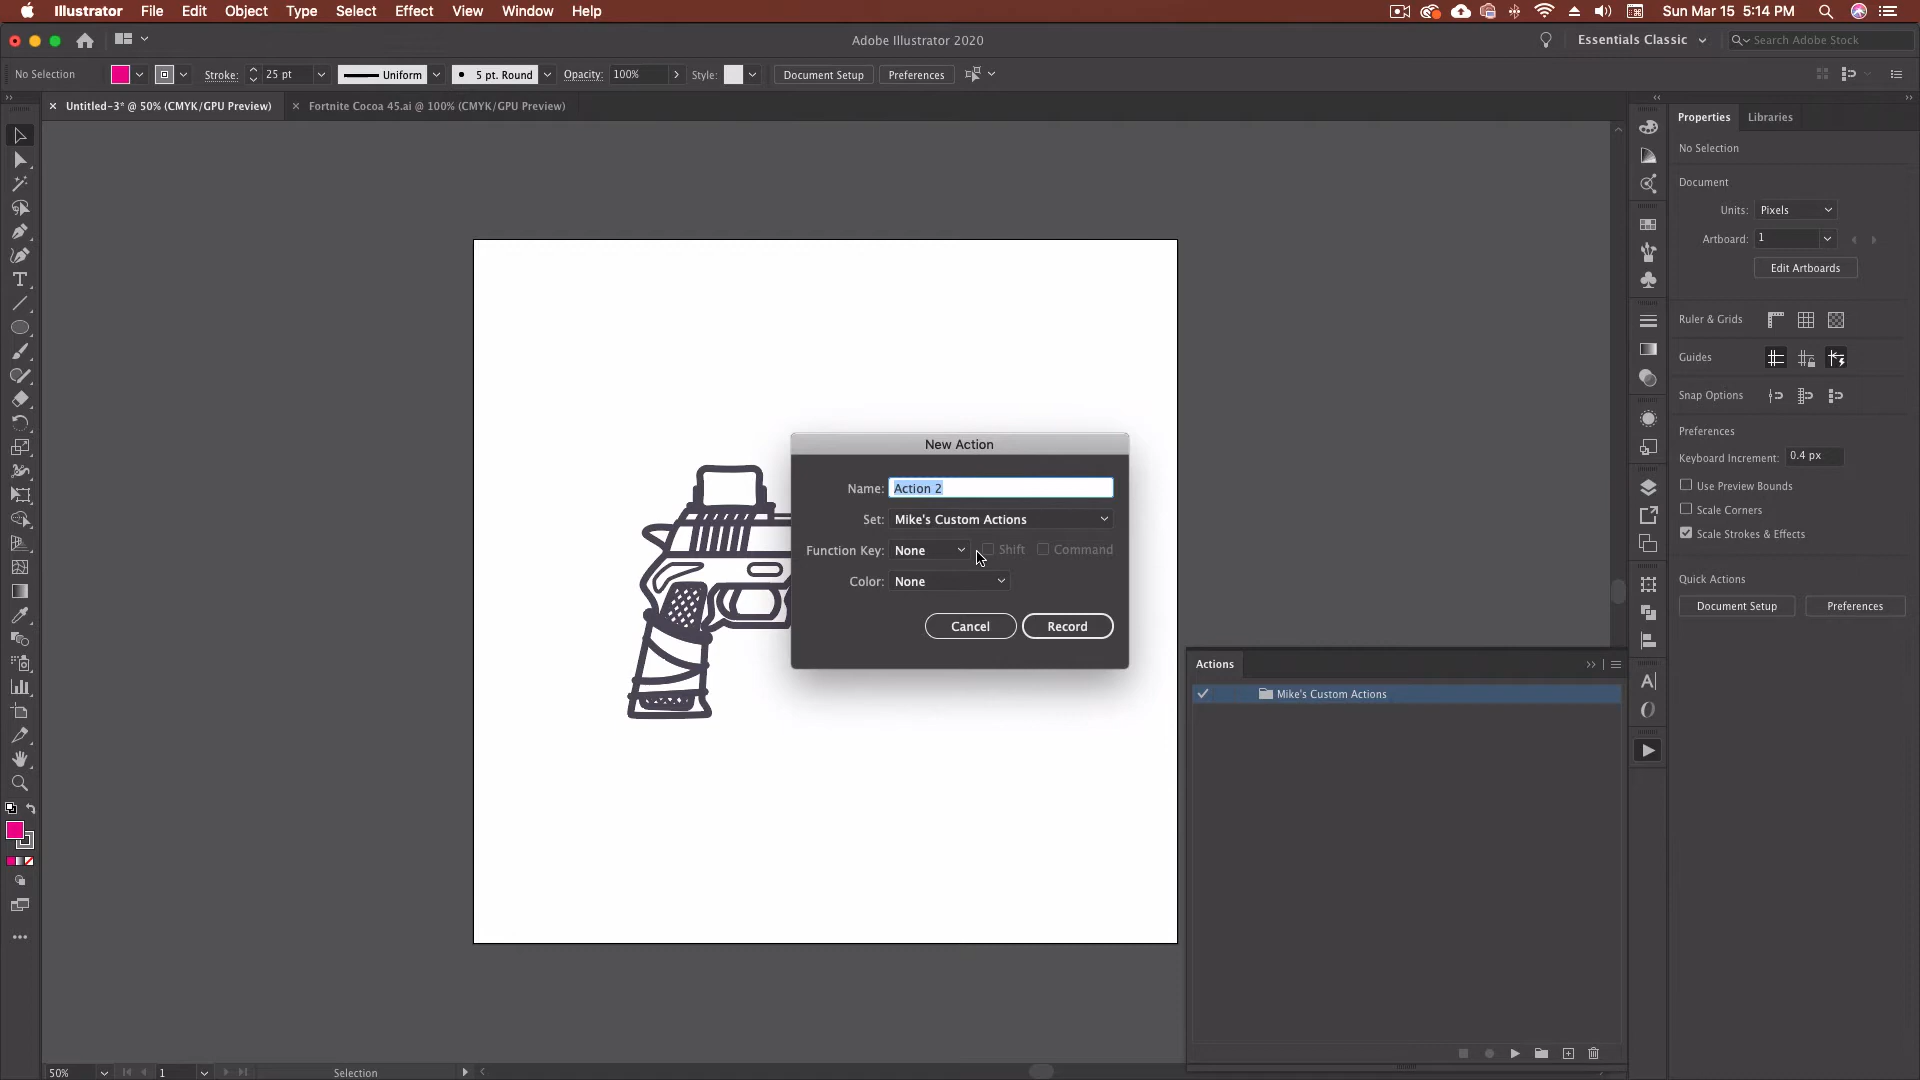 Illustrator File Edit Object Type Select Effect View Window Help Sun Mar 15 5:14 PM
Adobe Illustrator 2020 Essentials Classic Search Adobe Stock
No Selection Stroke: 25 pt Uniform 5 pt. Round Opacity: 100% Style: Document Setup Preferences
× Untitled-3* @ 50% (CMYK/GPU Preview) × Fortnite Cocoa 45.ai @ 100% (CMYK/GPU Preview)
Properties Libraries
No Selection
Document
Units: Pixels
Artboard: 1
Edit Artboards
Ruler & Grids
Guides
Snap Options
Preferences
Keyboard Increment: 0.4 px
Use Preview Bounds
Scale Corners
Scale Strokes & Effects
Quick Actions
Document Setup Preferences
New Action
Name: Action 2
Set: Mike's Custom Actions
Function Key: None Shift Command
Color: None
Cancel Record
Actions
Mike's Custom Actions
50% 1 Selection